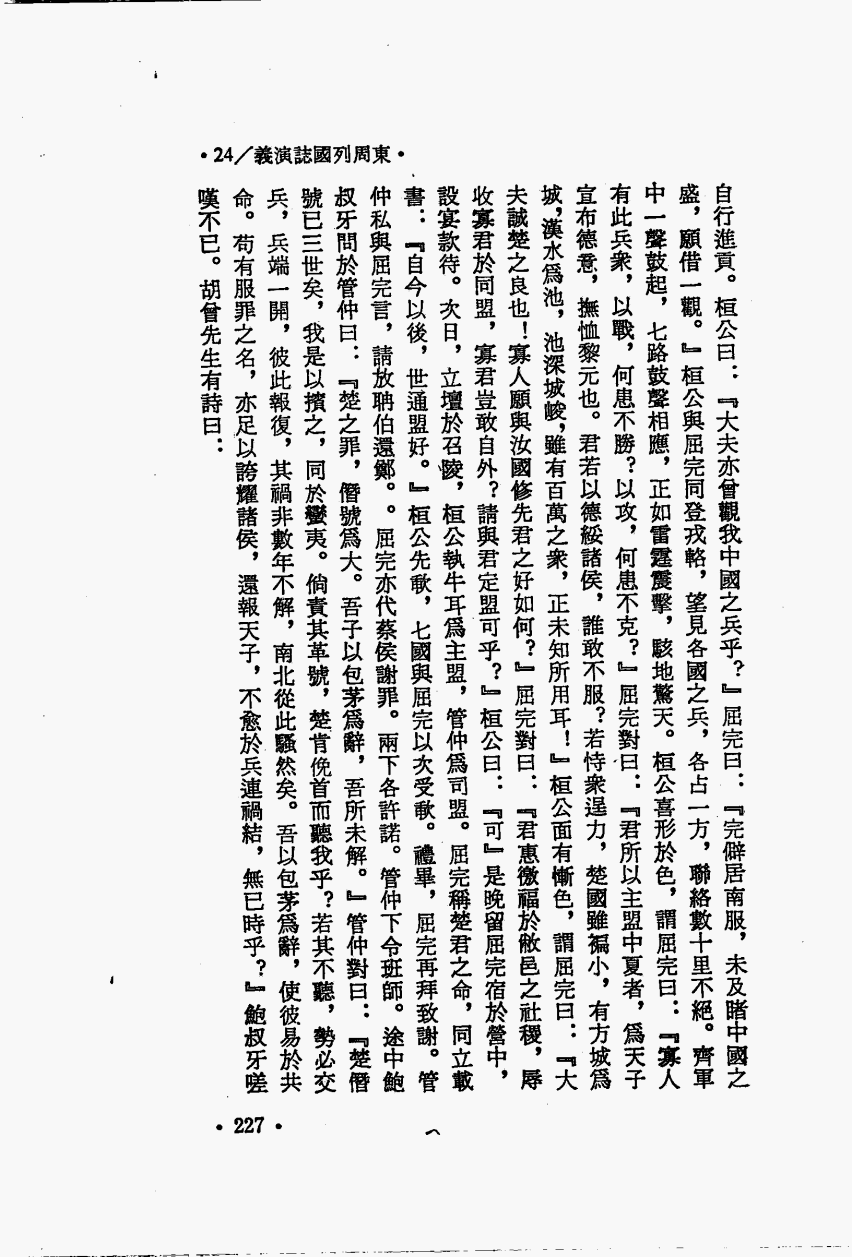 •東周列國誌演義／24•
自行進貢。桓公曰：『大夫亦曾觀我中國之兵乎？』屈完曰：『完僻居南服，未及睹中國之
盛，願借一觀。』桓公與屈完同登戎輅，望見各國之兵，各占一方，聯絡數十里不絕。齊軍
中一聲鼓起，七路鼓聲相應，正如雷霆震擊，駭地驚天。桓公喜形於色，謂屈完曰：『寡人
有此兵衆，以戰，何患不勝？以攻，何患不克？』屈完對曰：『君所以主盟中夏者，爲天子
宣布德意，撫恤黎元也。君若以德綏諸侯，誰敢不服？若恃衆逞力，楚國雖褊小，有方城爲
城，漢水爲池，池深城峻，雖有百萬之衆，正未知所用耳！』桓公面有慚色，謂屈完曰：『大
夫誠楚之良也！寡人願與汝國修先君之好如何？』屈完對曰：『君惠徼福於敝邑之社稷，辱
收寡君於同盟，寡君豈敢自外？請與君定盟可乎？』桓公曰：『可』是晚留屈完宿於營中，
設宴款待。次日，立壇於召陵，桓公執牛耳爲主盟，管仲爲司盟。屈完稱楚君之命，同立載
書：『自今以後，世通盟好。』桓公先歃，七國與屈完以次受歃。禮畢，屈完再拜致謝。管
仲私與屈完言，請放聃伯還鄭。。屈完亦代蔡侯謝罪。兩下各許諾。管仲下令班師。途中鮑
叔牙問於管仲曰：『楚之罪，僭號爲大。吾子以包茅爲辭，吾所未解。』管仲對曰：『楚僭
號已三世矣，我是以擯之，同於蠻夷。倘責其革號，楚肯俛首而聽我乎？若其不聽，勢必交
兵，兵端一開，彼此報復，其禍非數年不解，南北從此騷然矣。吾以包茅爲辭，使彼易於共
命。苟有服罪之名，亦足以誇耀諸侯，還報天子，不愈於兵連禍結，無已時乎？』鮑叔牙嗟
嘆不已。胡曾先生有詩曰：
•227•